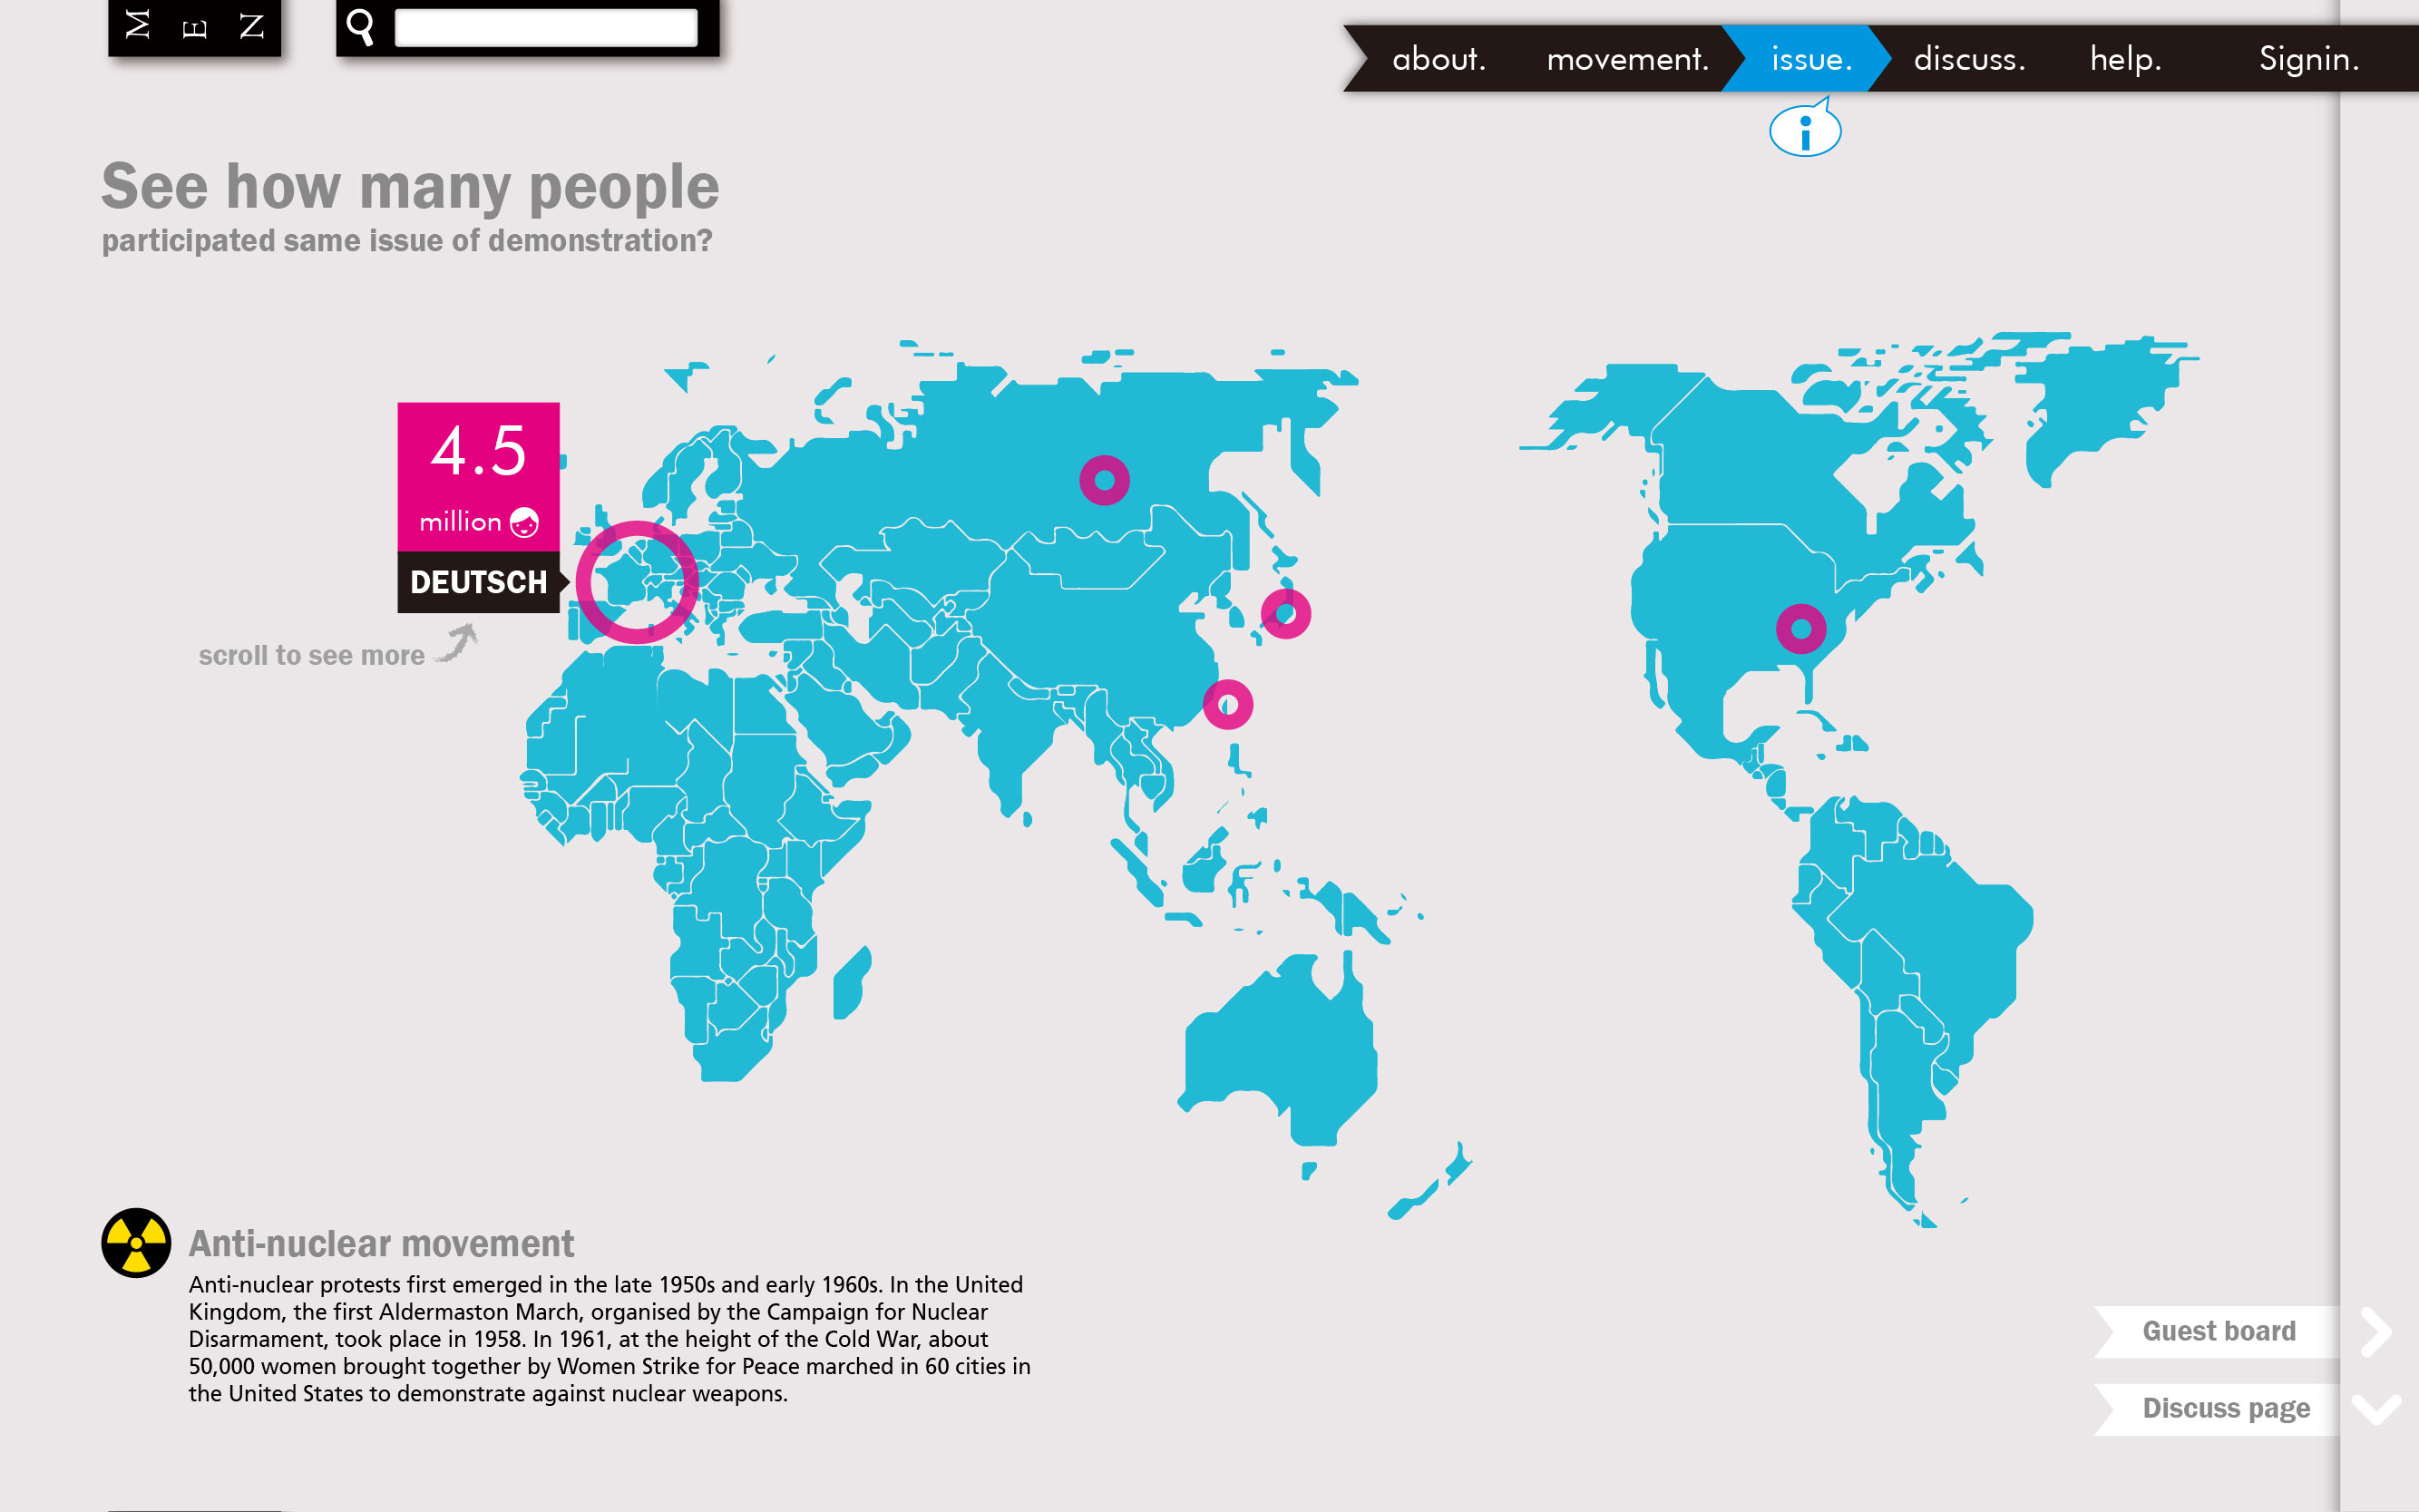 M E N
about. movement. issue. discuss. help. Signin.
i
See how many people
participated same issue of demonstration?
4.5
million
DEUTSCH
scroll to see more
Anti-nuclear movement
Anti-nuclear protests first emerged in the late 1950s and early 1960s. In the United
Kingdom, the first Aldermaston March, organised by the Campaign for Nuclear
Disarmament, took place in 1958. In 1961, at the height of the Cold War, about
50,000 women brought together by Women Strike for Peace marched in 60 cities in
the United States to demonstrate against nuclear weapons.
Guest board
Discuss page